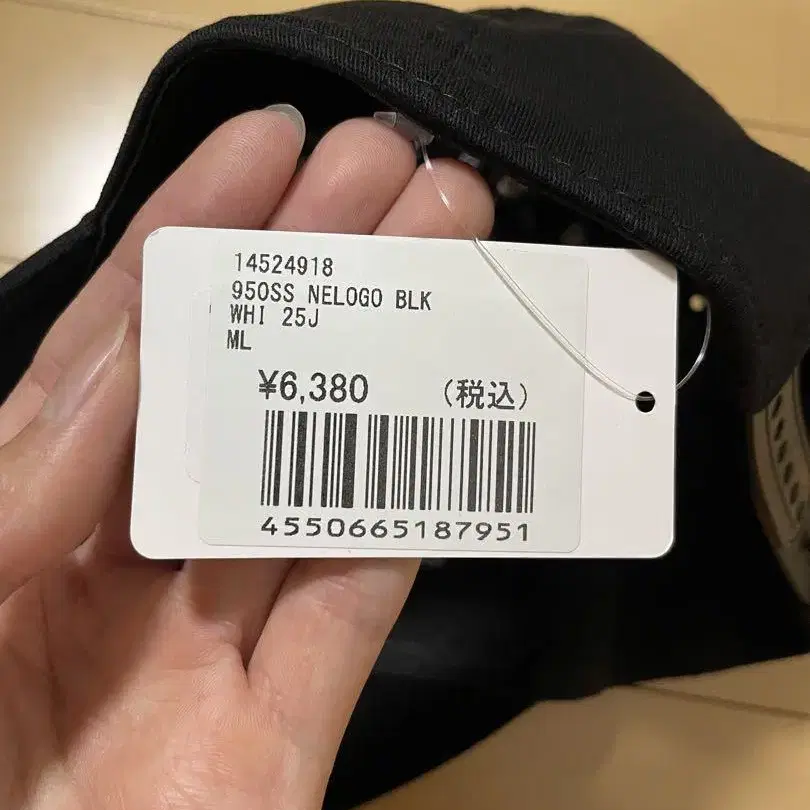 14524918
950SS NELOGO BLK
WHI 25J
ML
¥6,380 (税込)
4550665187951